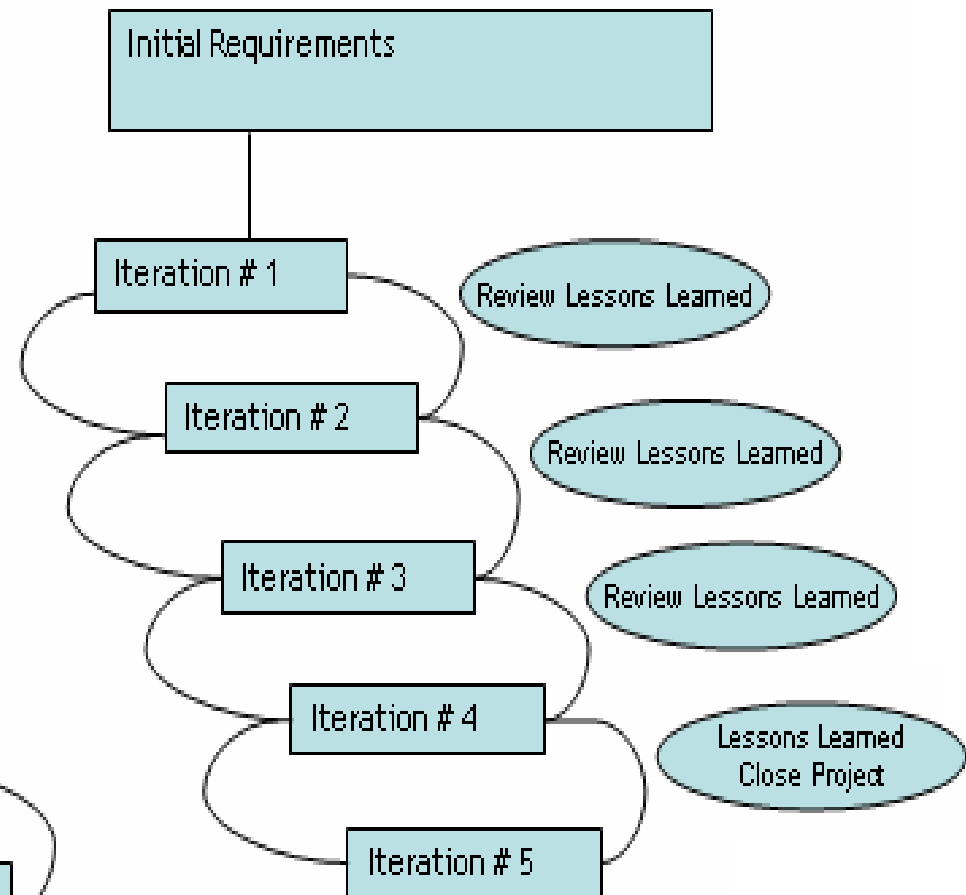 Initial Requirements
Iteration # 1
Review Lessons Learned
Iteration # 2
Review Lessons Learned
Iteration # 3
Review Lessons Learned
Iteration # 4
Lessons Learned
Close Project
Iteration # 5